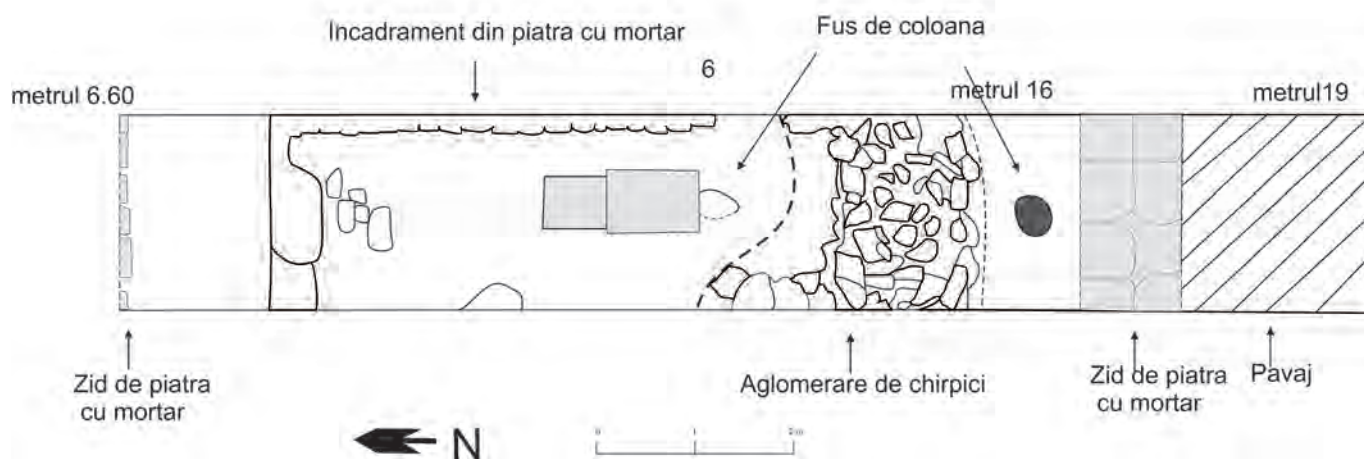 Incadrament din piatra cu mortar
Fus de coloana
6
metrul 6.60
metrul 16
metrul19
Zid de piatra
cu mortar
Aglomerare de chirpici
Zid de piatra
cu mortar
Pavaj
N
0